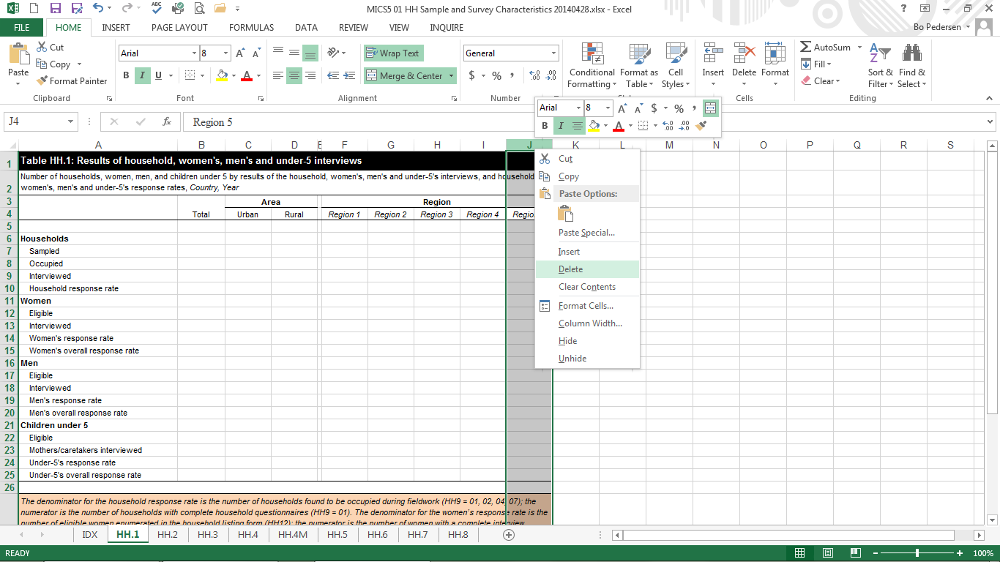 MICS5 01 HH Sample and Survey Characteristics 20140428.xlsx - Excel
FILE HOME INSERT PAGE LAYOUT FORMULAS DATA REVIEW VIEW INQUIRE Bo Pedersen
Paste
Cut
Copy
Format Painter
Clipboard
Arial 8
B I U
Font
Wrap Text
Merge & Center
Alignment
General
$ % ,
Number
Conditional Formatting
Format as Table
Cell Styles
Insert Delete Format
Cells
AutoSum
Fill
Clear
Sort & Filter
Find & Select
Editing
J4 fx Region 5
Arial 8 $ % ,
B I
A B C D E F G H I J K L M N O P Q R S
1 Table HH.1: Results of household, women's, men's and under-5 interviews
Number of households, women, men, and children under 5 by results of the household, women's, men's and under-5's interviews, and household
2 women's, men's and under-5's response rates, Country, Year
3 Area Region
4 Total Urban Rural Region 1 Region 2 Region 3 Region 4 Regio
5
6 Households
7 Sampled
8 Occupied
9 Interviewed
10 Household response rate
11 Women
12 Eligible
13 Interviewed
14 Women's response rate
15 Women's overall response rate
16 Men
17 Eligible
18 Interviewed
19 Men's response rate
20 Men's overall response rate
21 Children under 5
22 Eligible
23 Mothers/caretakers interviewed
24 Under-5's response rate
25 Under-5's overall response rate
26
The denominator for the household response rate is the number of households found to be occupied during fieldwork (HH9 = 01, 02, 04, 07); the
numerator is the number of households with complete household questionnaires (HH9 = 01). The denominator for the women's response rate is the
number of eligible women enumerated in the household listing form (HH12); the numerator is the number of women with a complete interview
Cut
Copy
Paste Options:
Paste Special...
Insert
Delete
Clear Contents
Format Cells...
Column Width...
Hide
Unhide
IDX HH.1 HH.2 HH.3 HH.4 HH.4M HH.5 HH.6 HH.7 HH.8
READY 100%